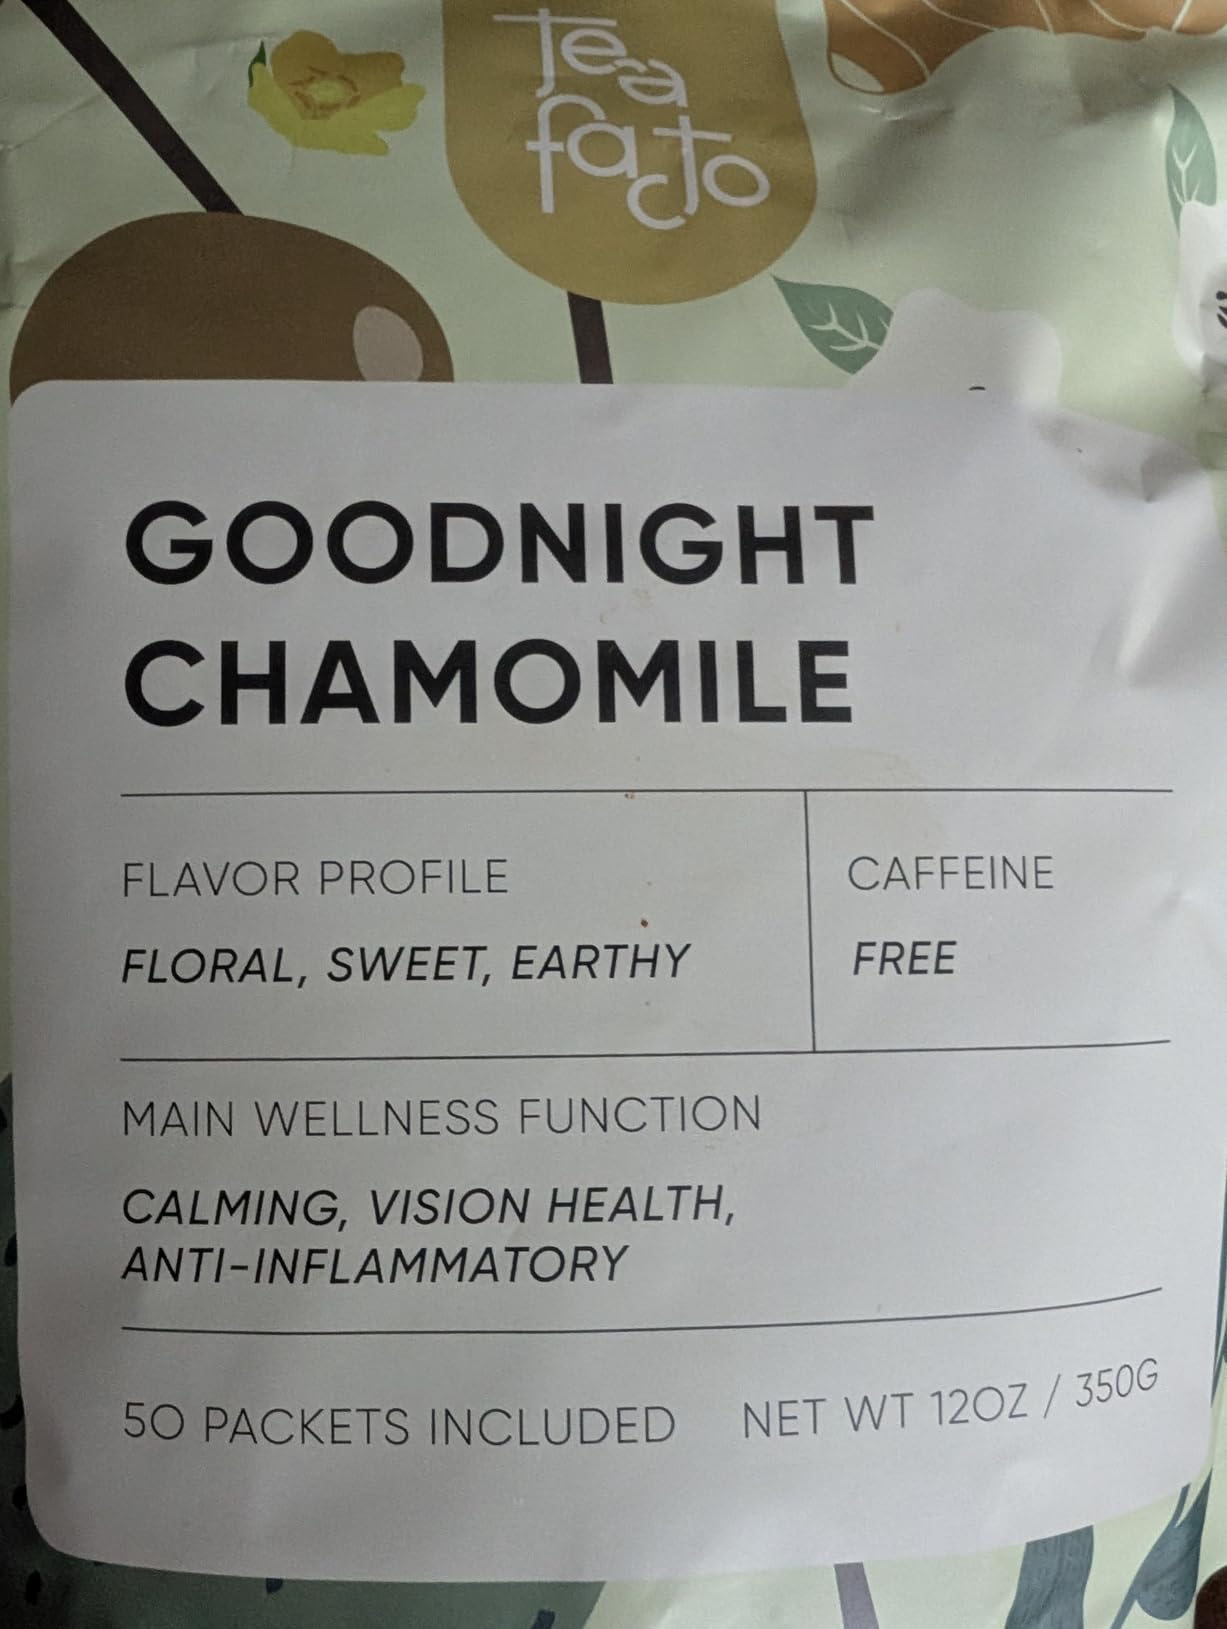 Tea
facto
GOODNIGHT
CHAMOMILE
FLAVOR PROFILE
FLORAL, SWEET, EARTHY
CAFFEINE
FREE
MAIN WELLNESS FUNCTION
CALMING, VISION HEALTH,
ANTI-INFLAMMATORY
50 PACKETS INCLUDED
NET WT 12OZ / 350G